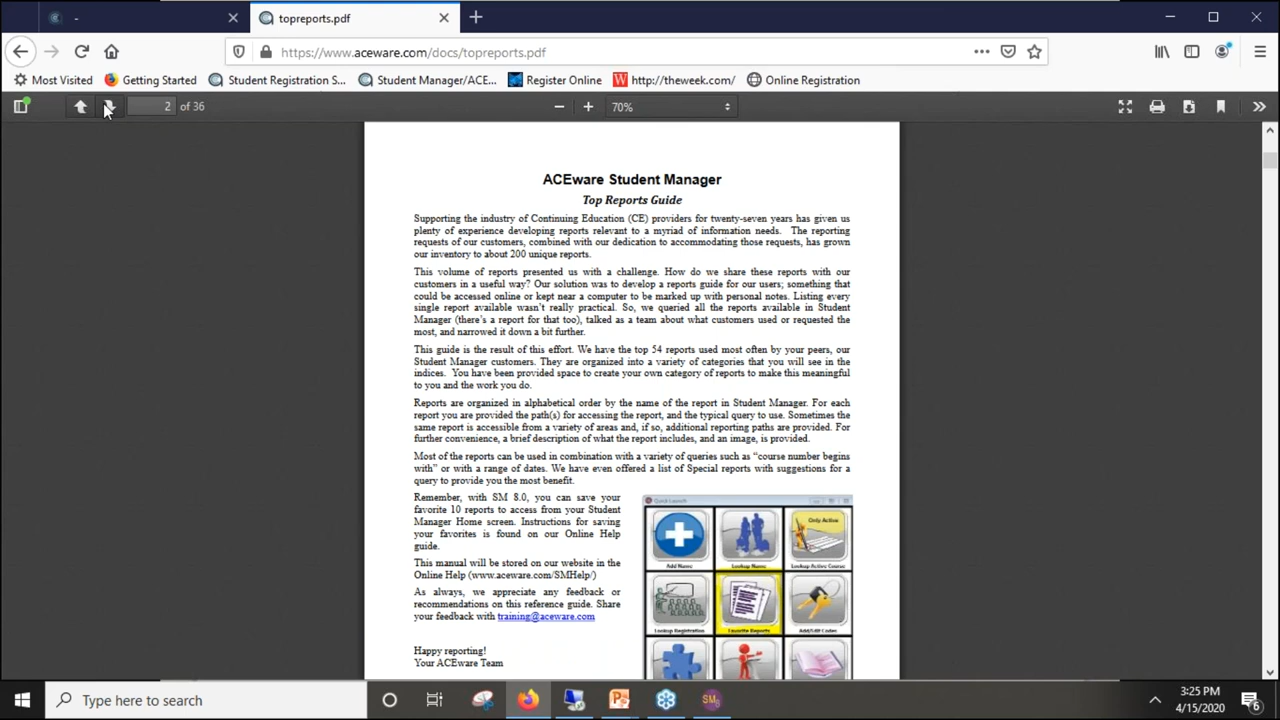 -
topreports.pdf
https://www.aceware.com/docs/topreports.pdf
Most Visited
Getting Started
Student Registration S...
Student Manager/ACE...
Register Online
http://theweek.com/
Online Registration
2 of 36
70%
ACEware Student Manager
Top Reports Guide
Supporting the industry of Continuing Education (CE) providers for twenty-seven years has given us
plenty of experience developing reports relevant to a myriad of information needs. The reporting
requests of our customers, combined with our dedication to accommodating those requests, has grown
our inventory to about 200 unique reports.
This volume of reports presented us with a challenge. How do we share these reports with our
customers in a useful way? Our solution was to develop a reports guide for our users; something that
could be accessed online or kept near a computer to be marked up with personal notes. Listing every
single report available wasn't really practical. So, we queried all the reports available in Student
Manager (there's a report for that too), talked as a team about what customers used or requested the
most, and narrowed it down a bit further.
This guide is the result of this effort. We have the top 54 reports used most often by your peers, our
Student Manager customers. They are organized into a variety of categories that you will see in the
indices. You have been provided space to create your own category of reports to make this meaningful
to you and the work you do.
Reports are organized in alphabetical order by the name of the report in Student Manager. For each
report you are provided the path(s) for accessing the report, and the typical query to use. Sometimes the
same report is accessible from a variety of areas and, if so, additional reporting paths are provided. For
further convenience, a brief description of what the report includes, and an image, is provided.
Most of the reports can be used in combination with a variety of queries such as “course number begins
with” or with a range of dates. We have even offered a list of Special reports with suggestions for a
query to provide you the most benefit.
Remember, with SM 8.0, you can save your
favorite 10 reports to access from your Student
Manager Home screen. Instructions for saving
your favorites is found on our Online Help
guide.
This manual will be stored on our website in the
Online Help (www.aceware.com/SMHelp/)
As always, we appreciate any feedback or
recommendations on this reference guide. Share
your feedback with training@aceware.com
Happy reporting!
Your ACEware Team
Quick Launch
Only Active
Add Name
Lookup Name
Lookup Active Course
Lookup Registration
Favorite Reports
Add/Edit Codes
Type here to search
3:25 PM
4/15/2020
6